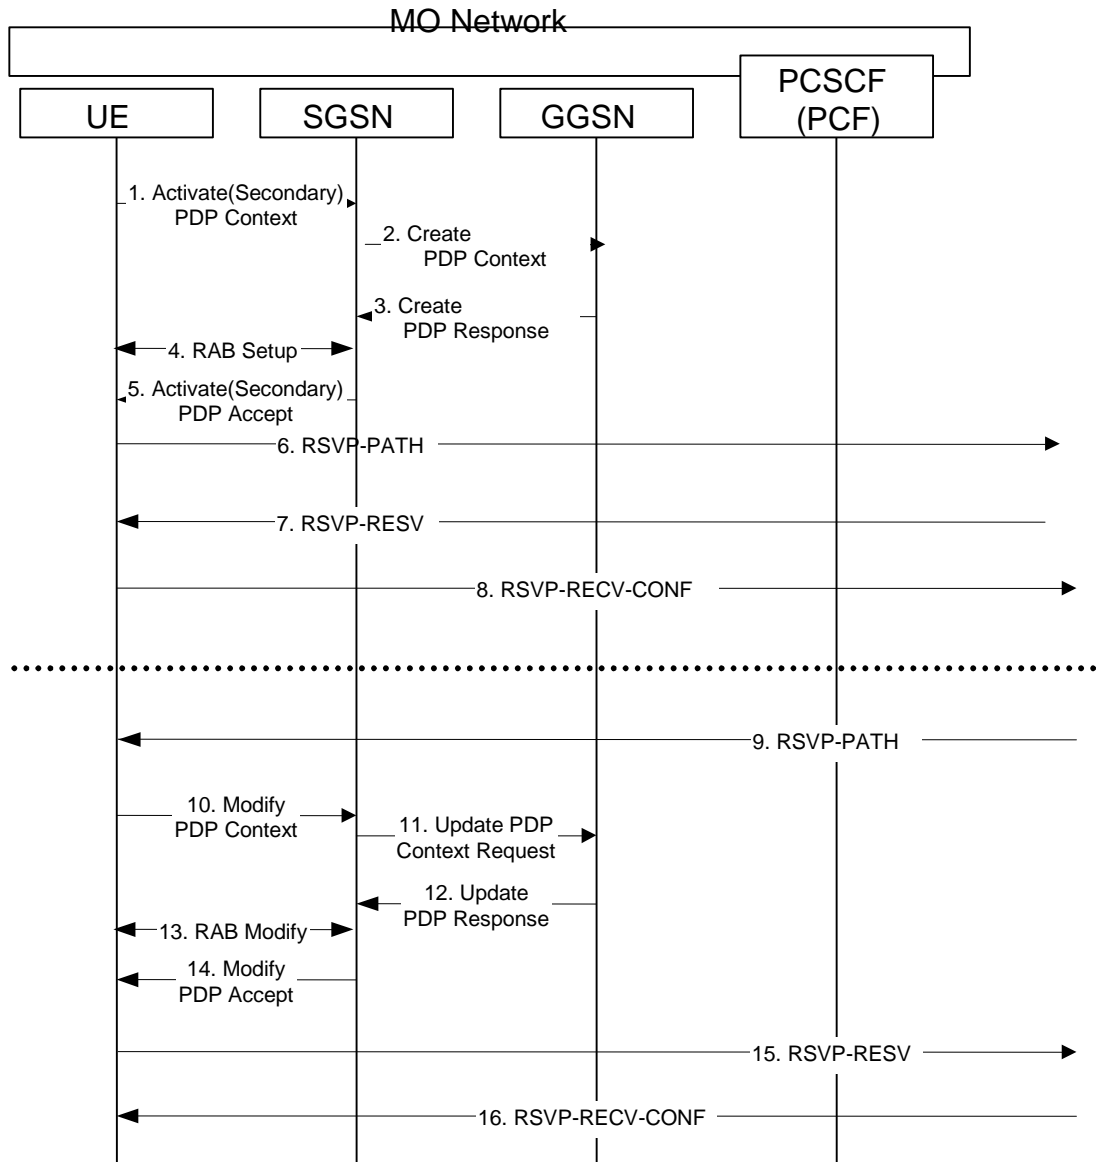 MO Network
PCSCF
(PCF)
UE
SGSN
GGSN
1. Activate(Secondary)
PDP Context
2. Create
PDP Context
3. Create
PDP Response
4. RAB Setup
5. Activate(Secondary)
PDP Accept
6. RSVP-PATH
7. RSVP-RESV
8. RSVP-RECV-CONF
9. RSVP-PATH
10. Modify
PDP Context
11. Update PDP
Context Request
12. Update
PDP Response
13. RAB Modify
14. Modify
PDP Accept
15. RSVP-RESV
16. RSVP-RECV-CONF